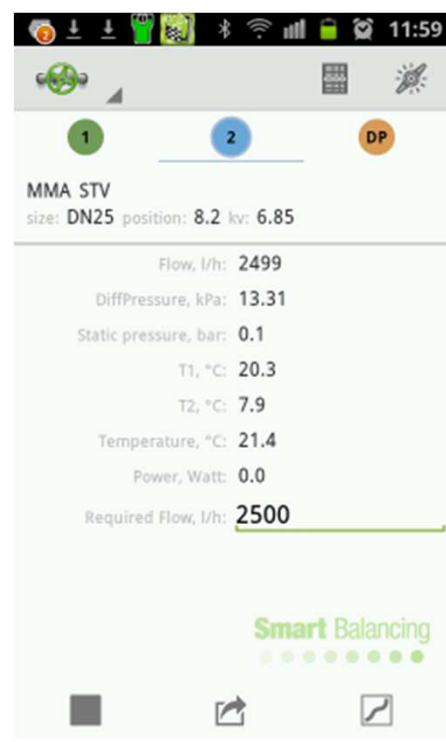 2
11:59
1 2 DP
MMA STV
size: DN25 position: 8.2 kv: 6.85
Flow, l/h: 2499
DiffPressure, kPa: 13.31
Static pressure, bar: 0.1
T1, °C: 20.3
T2, °C: 7.9
Temperature, °C: 21.4
Power, Watt: 0.0
Required Flow, l/h: 2500
Smart Balancing